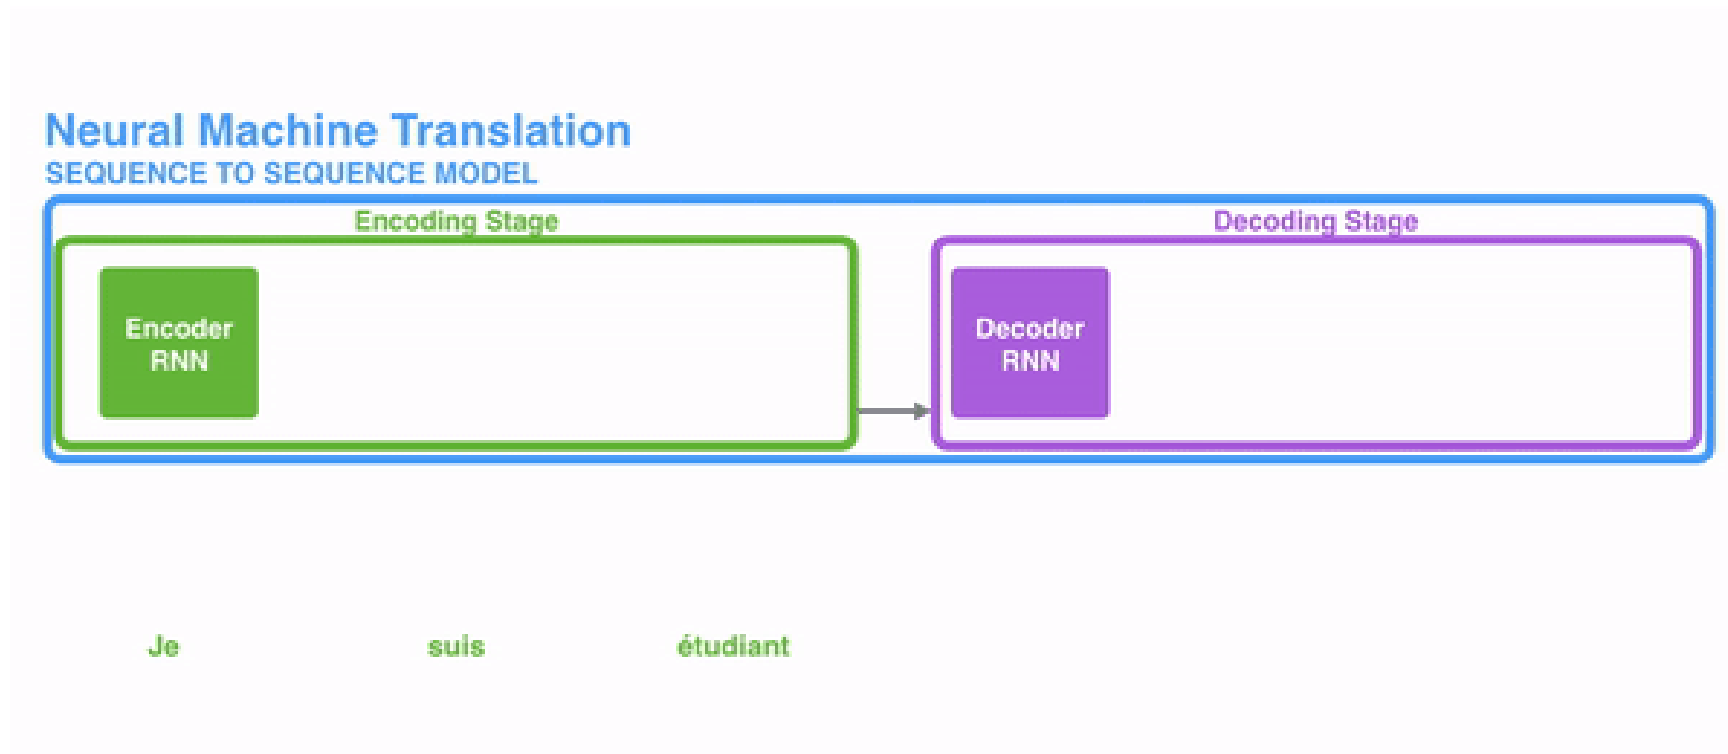 Neural Machine Translation
SEQUENCE TO SEQUENCE MODEL
Encoding Stage
Decoding Stage
Encoder
RNN
Decoder
RNN
Je suis étudiant